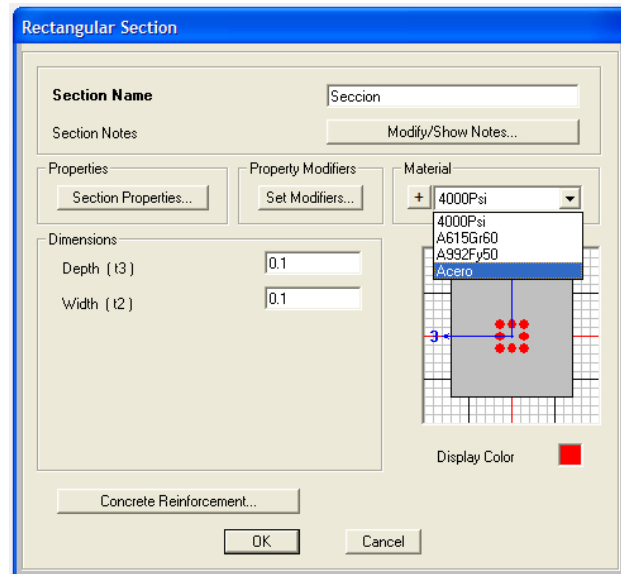 Rectangular Section
Section Name Seccion
Section Notes Modify/Show Notes...
Properties Property Modifiers Material
Section Properties... Set Modifiers... + 4000Psi
4000Psi
A615Gr60
A992Fy50
Acero
Dimensions
Depth ( t3 ) 0.1
Width ( t2 ) 0.1
3
Display Color
Concrete Reinforcement...
OK Cancel